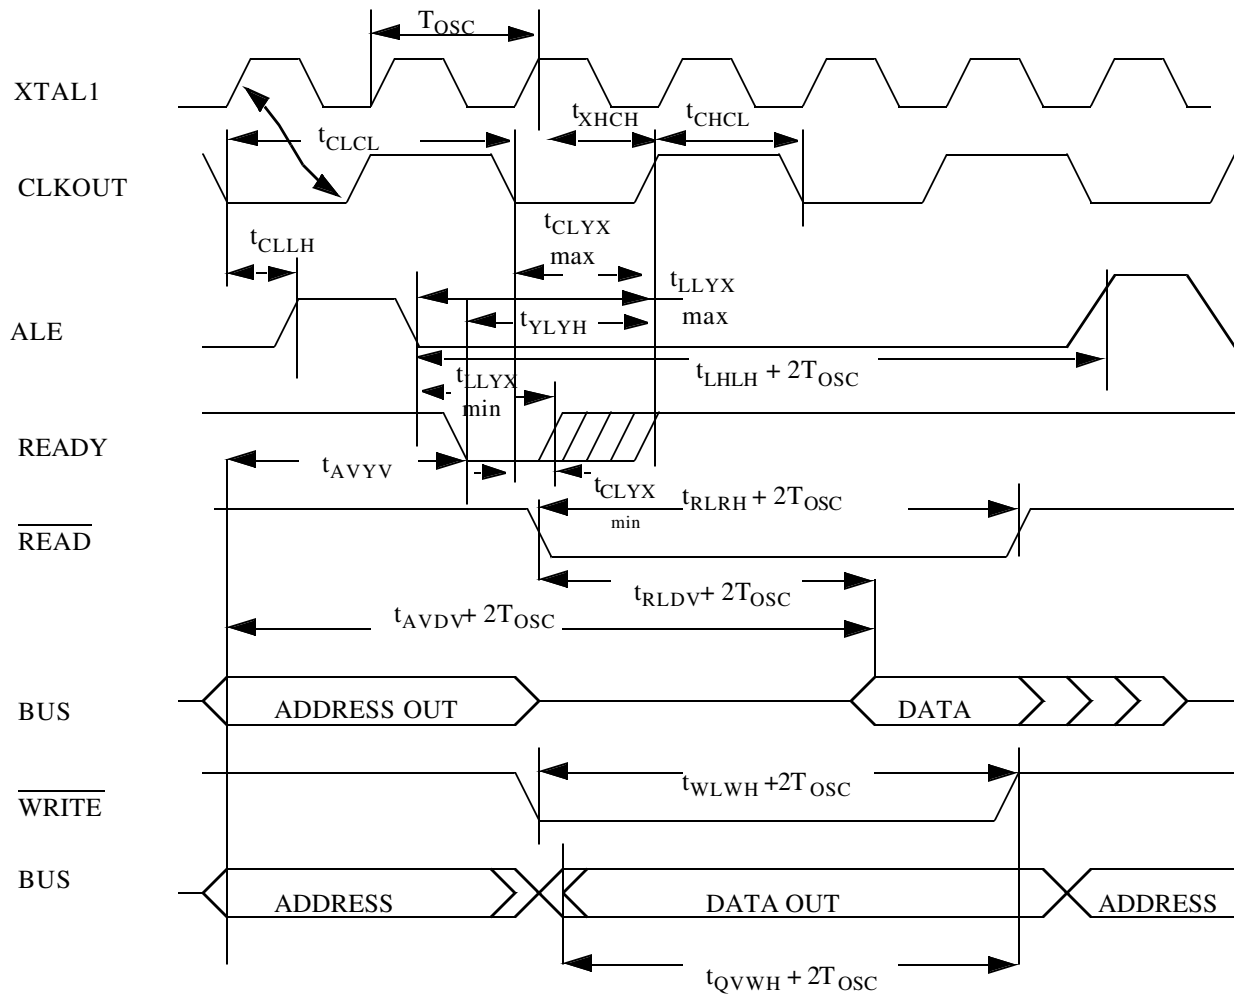 TOSC
XTAL1
tXHCH
tCHCL
tCLCL
CLKOUT
tCLYX
max
tCLLH
tLLYX
max
tYLYH
ALE
tLHLH + 2TOSC
tLLYX
min
READY
tAVYV
tCLYX
min
tRLRH + 2TOSC
READ
tRLDV+ 2TOSC
tAVDV+ 2TOSC
BUS
ADDRESS OUT
DATA
tWLWH +2TOSC
WRITE
BUS
ADDRESS
DATA OUT
ADDRESS
tQVWH + 2TOSC